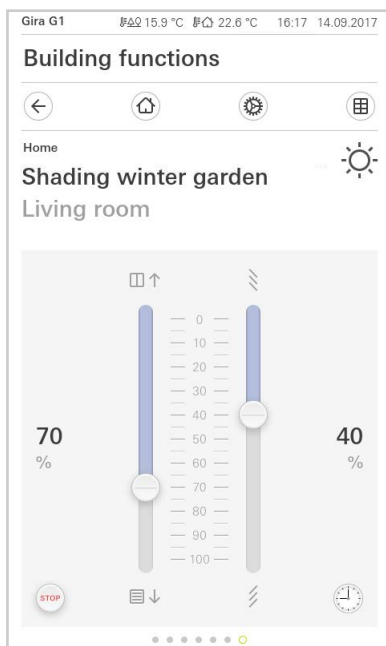 Gira G1 15.9 °C 22.6 °C 16:17 14.09.2017
Building functions
Home
Shading winter garden
Living room
0
10
20
30
40
70 50 40
% 60 %
70
80
90
100
STOP